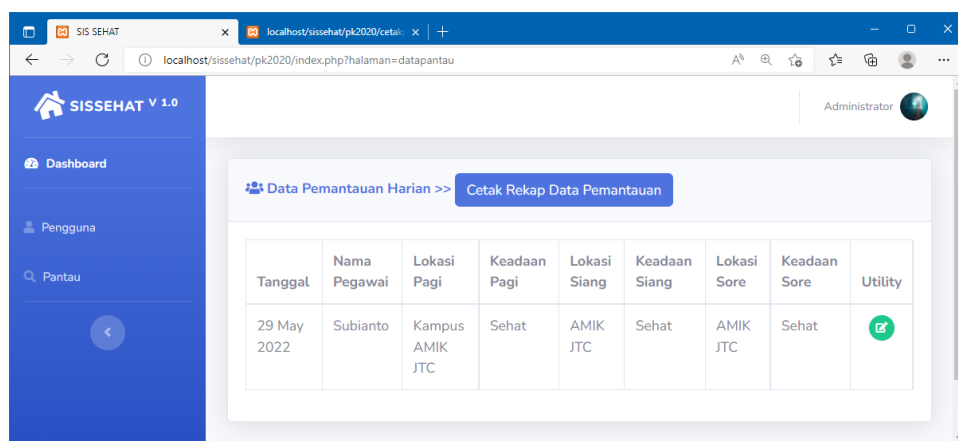 SIS SEHAT
localhost/sissehat/pk2020/cetak
localhost/sissehat/pk2020/index.php?halaman=datapantau
SISSEHAT V 1.0
Administrator
Dashboard
Pengguna
Pantau
Data Pemantauan Harian >> Cetak Rekap Data Pemantauan
Tanggal Nama Pegawai Lokasi Pagi Keadaan Pagi Lokasi Siang Keadaan Siang Lokasi Sore Keadaan Sore Utility
29 May 2022 Subianto Kampus AMIK JTC Sehat AMIK JTC Sehat AMIK JTC Sehat